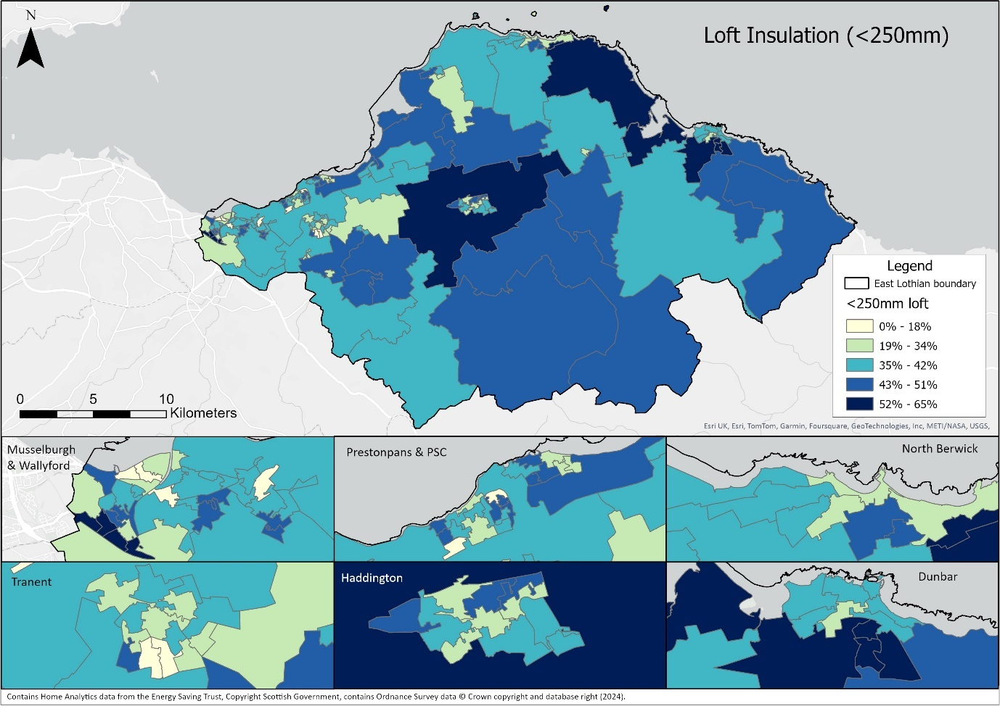 N
Loft Insulation (<250mm)
Legend
East Lothian boundary
<250mm loft
0% - 18%
19% - 34%
35% - 42%
43% - 51%
52% - 65%
0 5 10
Kilometers
Esri UK, Esri, TomTom, Garmin, Foursquare, GeoTechnologies, Inc, METI/NASA, USGS,
Musselburgh
& Wallyford
Prestonpans & PSC
North Berwick
Tranent
Haddington
Dunbar
Contains Home Analytics data from the Energy Saving Trust, Copyright Scottish Government, contains Ordnance Survey data © Crown copyright and database right (2024).